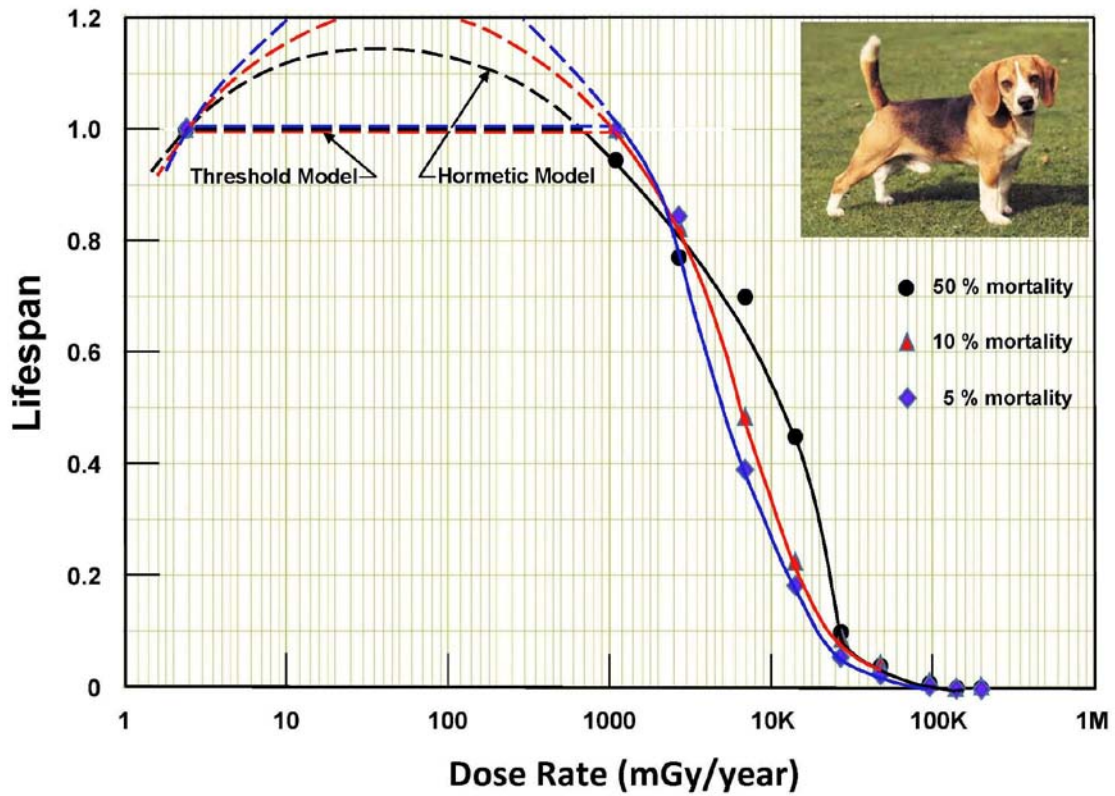 1.2
1.0
0.8
0.6
0.4
0.2
0
Lifespan
Threshold Model
Hormetic Model
50 % mortality
10 % mortality
5 % mortality
1
10
100
1000
10K
100K
1M
Dose Rate (mGy/year)